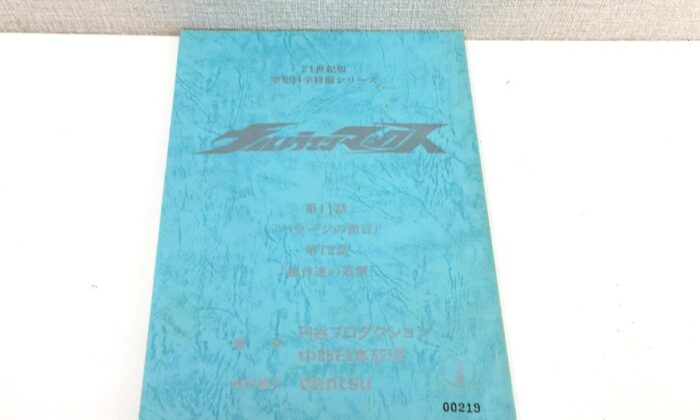 21世紀版
空想科学特撮シリーズ
ウルトラマンマックス
第11話
「バラージの預言」
第12話
「超音速の追撃」
円谷プロダクション
中部日本放送
dentsu
00219